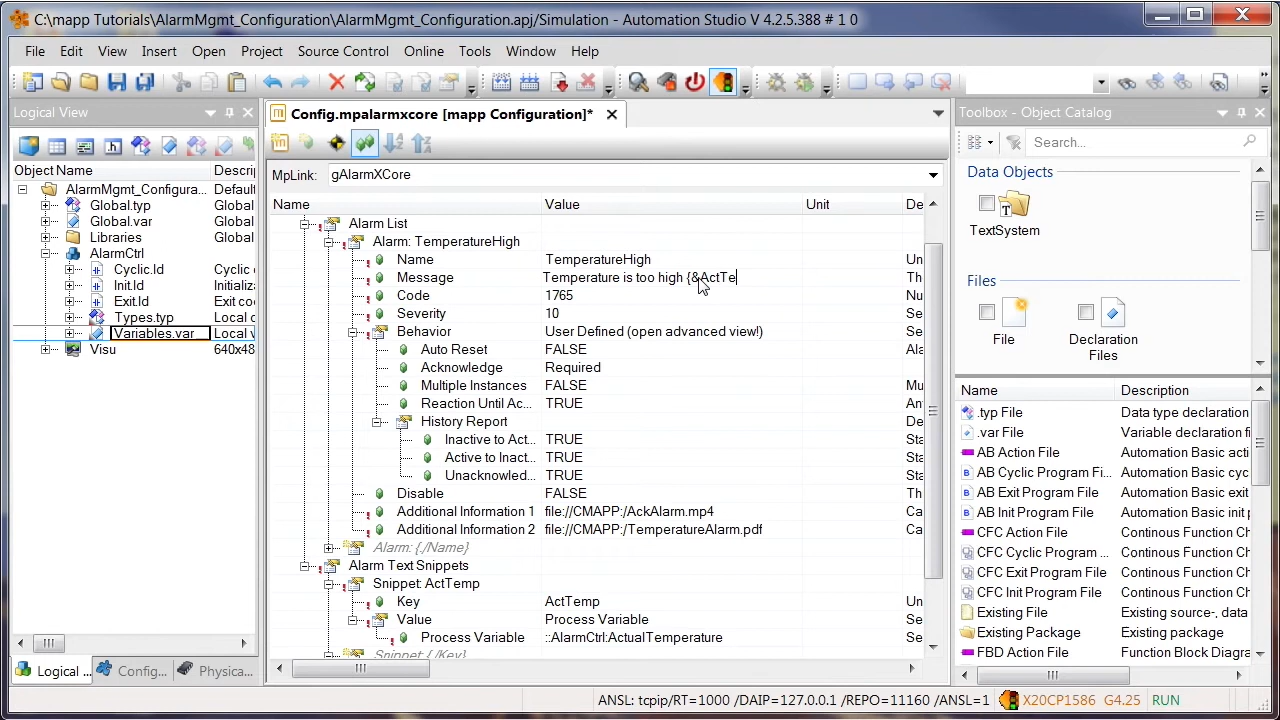 C:\mapp Tutorials\AlarmMgmt_Configuration\AlarmMgmt_Configuration.apj/Simulation - Automation Studio V 4.2.5.388 # 1 0
File Edit View Insert Open Project Source Control Online Tools Window Help
Logical View
Object Name Descri
AlarmMgmt_Configura... Default
Global.typ Global
Global.var Global
Libraries Global
AlarmCtrl
Cyclic.ld Cyclic c
Init.ld Initializa
Exit.ld Exit co
Types.typ Local c
Variables.var Local v
Visu 640x48
Logical ... Config... Physica...
Config.mpalarmxcore [mapp Configuration]*
MpLink: gAlarmXCore
Name Value Unit De
Alarm List
Alarm: TemperatureHigh
Name TemperatureHigh Un
Message Temperature is too high {&ActTe Th
Code 1765 Nu
Severity 10 Se
Behavior User Defined (open advanced view!) Se
Auto Reset FALSE Ala
Acknowledge Required
Multiple Instances FALSE Mu
Reaction Until Ac... TRUE An
History Report De
Inactive to Act... TRUE Sta
Active to Inact... TRUE Sta
Unacknowled... TRUE Sta
Disable FALSE Th
Additional Information 1 file://CMAPP:/AckAlarm.mp4 Ca
Additional Information 2 file://CMAPP:/TemperatureAlarm.pdf Ca
Alarm: {./Name}
Alarm Text Snippets
Snippet: ActTemp
Key ActTemp Un
Value Process Variable Se
Process Variable ::AlarmCtrl:ActualTemperature Se
Snippet: {./Key}
Toolbox - Object Catalog
Search...
Data Objects
TextSystem
Files
File
Declaration Files
Name Description
.typ File Data type declaration
.var File Variable declaration fi
AB Action File Automation Basic acti
AB Cyclic Program Fi... Automation Basic cyc
AB Exit Program File Automation Basic exit
AB Init Program File Automation Basic init p
CFC Action File Continous Function Ch
CFC Cyclic Program ... Continous Function Ch
CFC Exit Program File Continous Function Ch
CFC Init Program File Continous Function Ch
Existing File Existing source-, data
Existing Package Existing package
FBD Action File Function Block Diagra
ANSL: tcpip/RT=1000 /DAIP=127.0.0.1 /REPO=11160 /ANSL=1 X20CP1586 G4.25 RUN